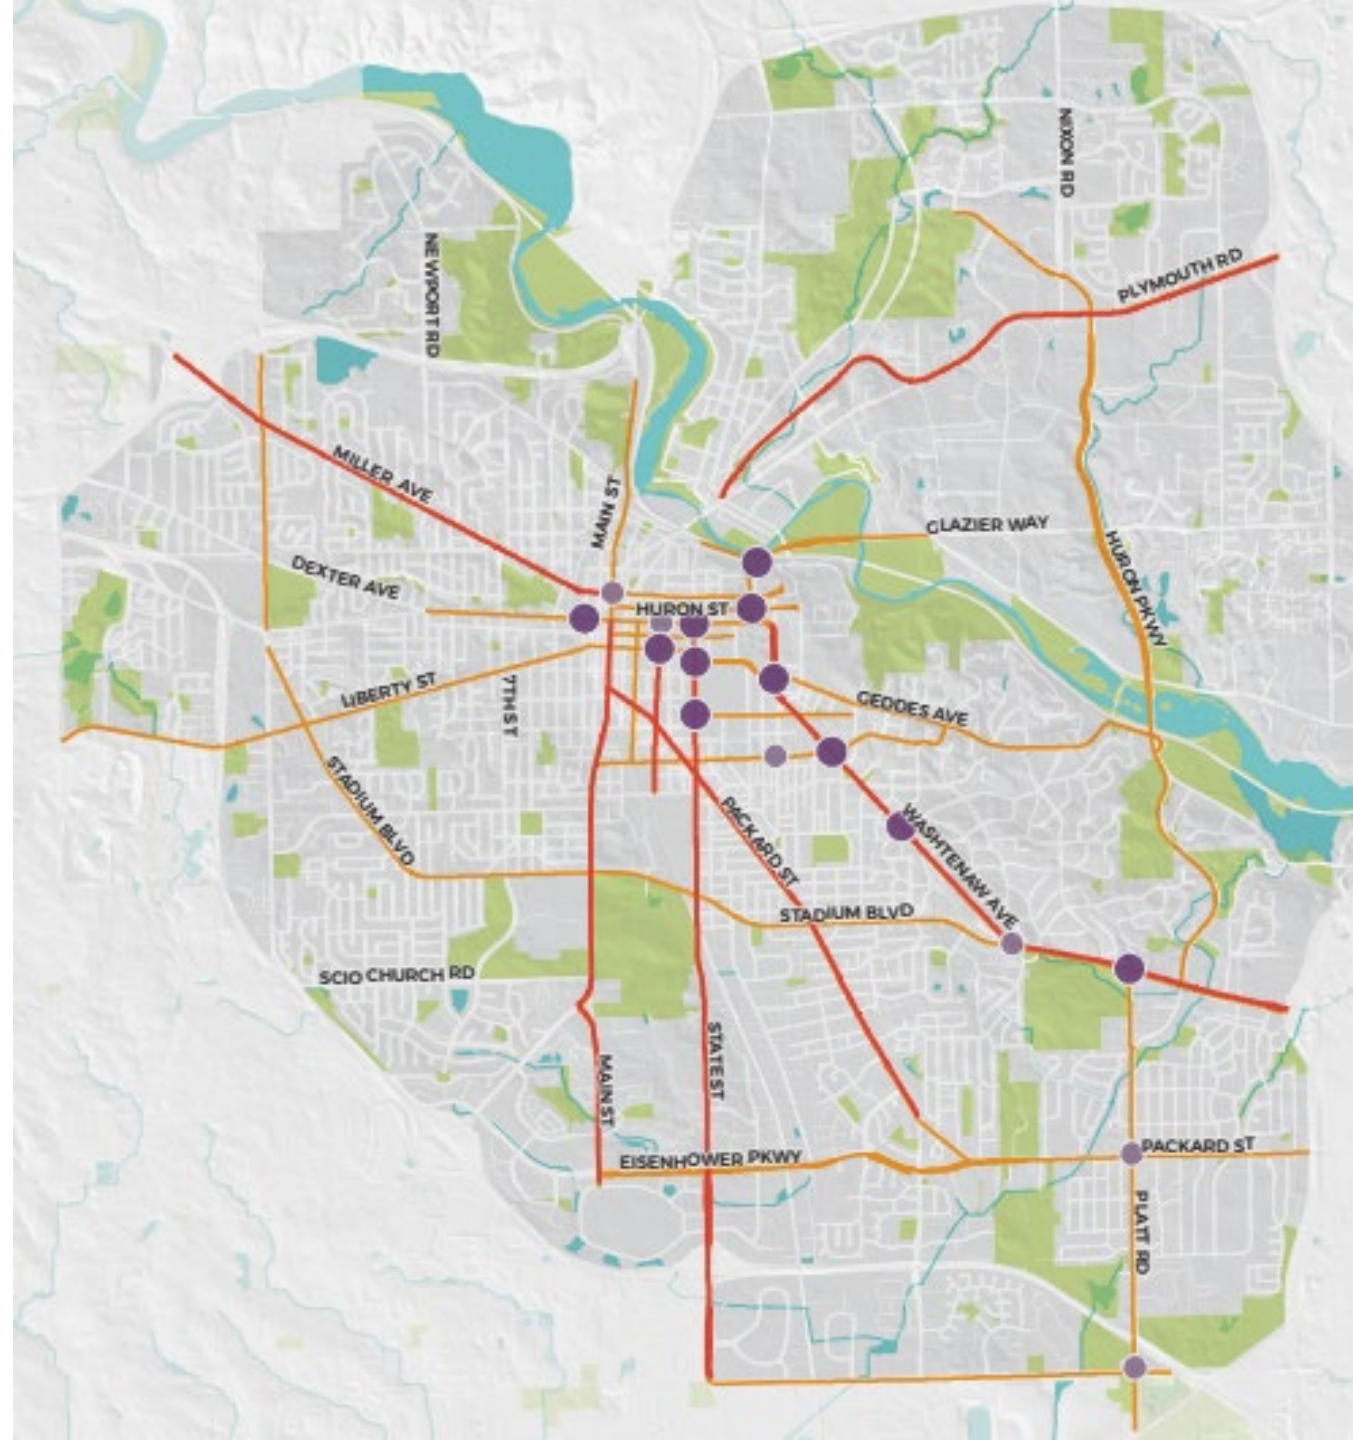 NIXON RD
NEWPORT RD
PLYMOUTH RD
MILLER AVE
MAIN ST
GLAZIER WAY
HURON PKWY
DEXTER AVE
HURON ST
LIBERTY ST
7TH ST
GEDDES AVE
STADIUM BLVD
PACKARD ST
WASHTENAW AVE
STADIUM BLVD
SCIO CHURCH RD
STATE ST
MAIN ST
EISENHOWER PKWY
PACKARD ST
PLATT RD